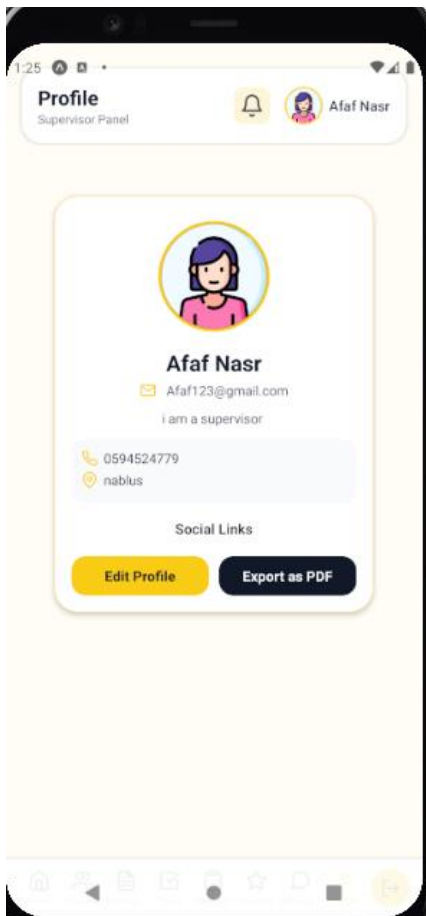 1:25
Profile
Supervisor Panel
Afaf Nasr
Afaf Nasr
Afaf123@gmail.com
i am a supervisor
0594524779
nablus
Social Links
Edit Profile
Export as PDF